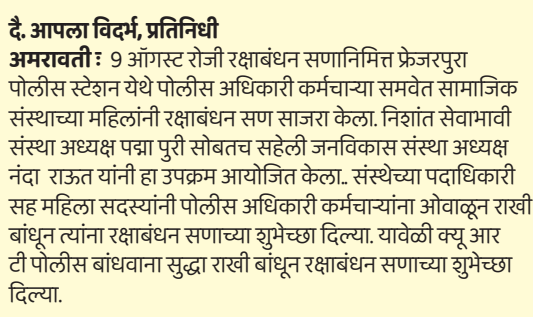 दै. आपला विदर्भ, प्रतिनिधी
अमरावती : 9 ऑगस्ट रोजी रक्षाबंधन सणानिमित्त फ्रेजरपुरा
पोलीस स्टेशन येथे पोलीस अधिकारी कर्मचाऱ्या समवेत सामाजिक
संस्थाच्या महिलांनी रक्षाबंधन सण साजरा केला. निशांत सेवाभावी
संस्था अध्यक्ष पद्मा पुरी सोबतच सहेली जनविकास संस्था अध्यक्ष
नंदा राऊत यांनी हा उपक्रम आयोजित केला.. संस्थेच्या पदाधिकारी
सह महिला सदस्यांनी पोलीस अधिकारी कर्मचाऱ्यांना ओवाळून राखी
बांधून त्यांना रक्षाबंधन सणाच्या शुभेच्छा दिल्या. यावेळी क्यू आर
टी पोलीस बांधवाना सुद्धा राखी बांधून रक्षाबंधन सणाच्या शुभेच्छा
दिल्या.